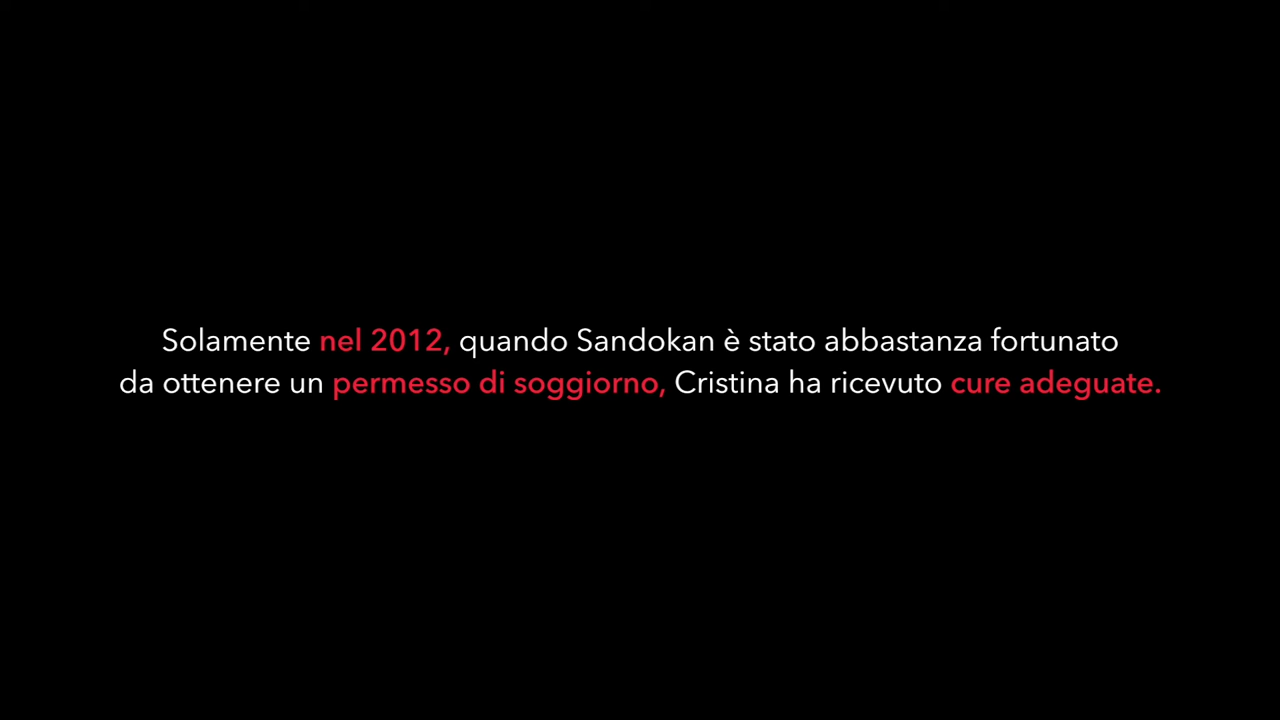 Solamente nel 2012, quando Sandokan è stato abbastanza fortunato
da ottenere un permesso di soggiorno, Cristina ha ricevuto cure adeguate.